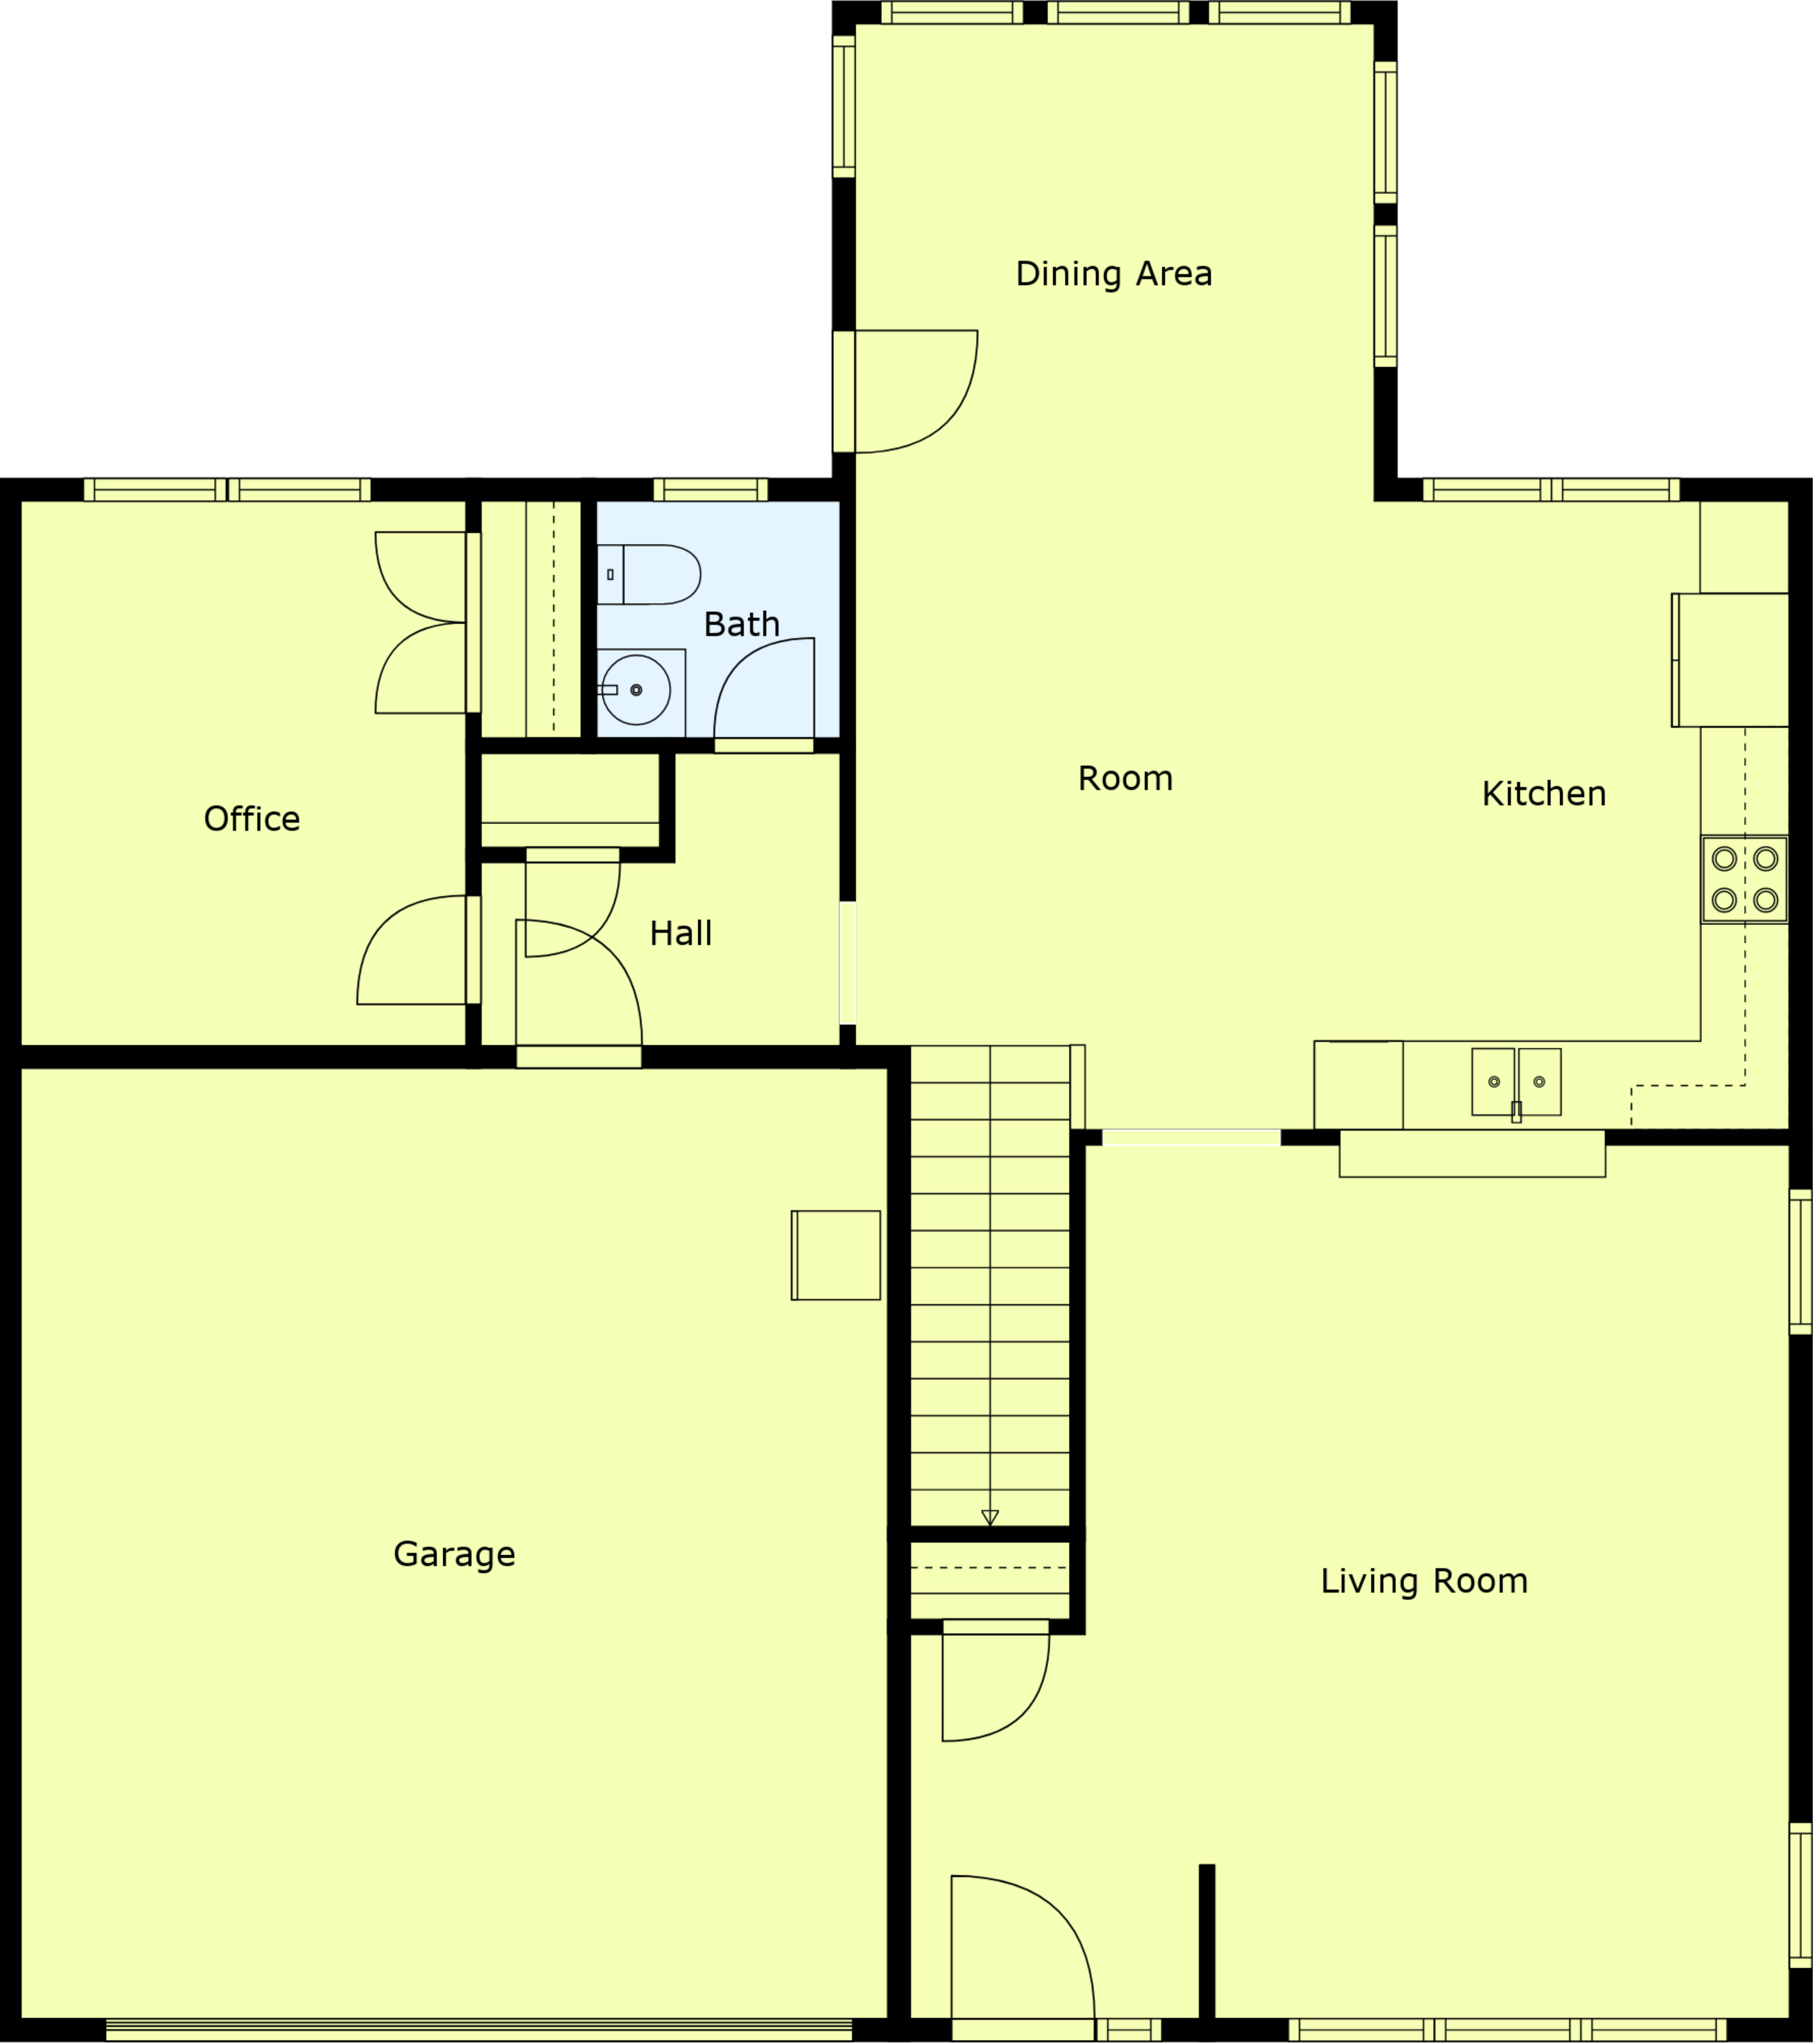 Dining Area
Bath
Room
Kitchen
Office
Hall
Garage
Living Room